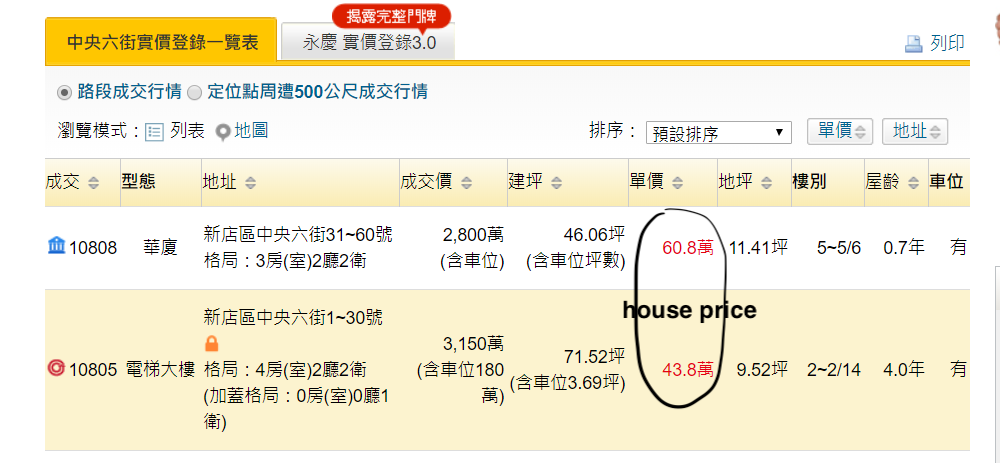 揭露完整門牌
中央六街實價登錄一覽表
永慶 實價登錄3.0
列印
路段成交行情 定位點周遭500公尺成交行情
瀏覽模式： 列表 地圖
排序： 預設排序 單價 地址
成交 型態 地址 成交價 建坪 單價 地坪 樓別 屋齡 車位
10808 華廈 新店區中央六街31~60號 2,800萬 46.06坪 60.8萬 11.41坪 5~5/6 0.7年 有
格局：3房(室)2廳2衛 (含車位) (含車位坪數)
house price
新店區中央六街1~30號
10805 電梯大樓 格局：4房(室)2廳2衛 3,150萬 71.52坪 43.8萬 9.52坪 2~2/14 4.0年 有
(加蓋格局：0房(室)0廳1 (含車位180 (含車位3.69坪)
衛) 萬)